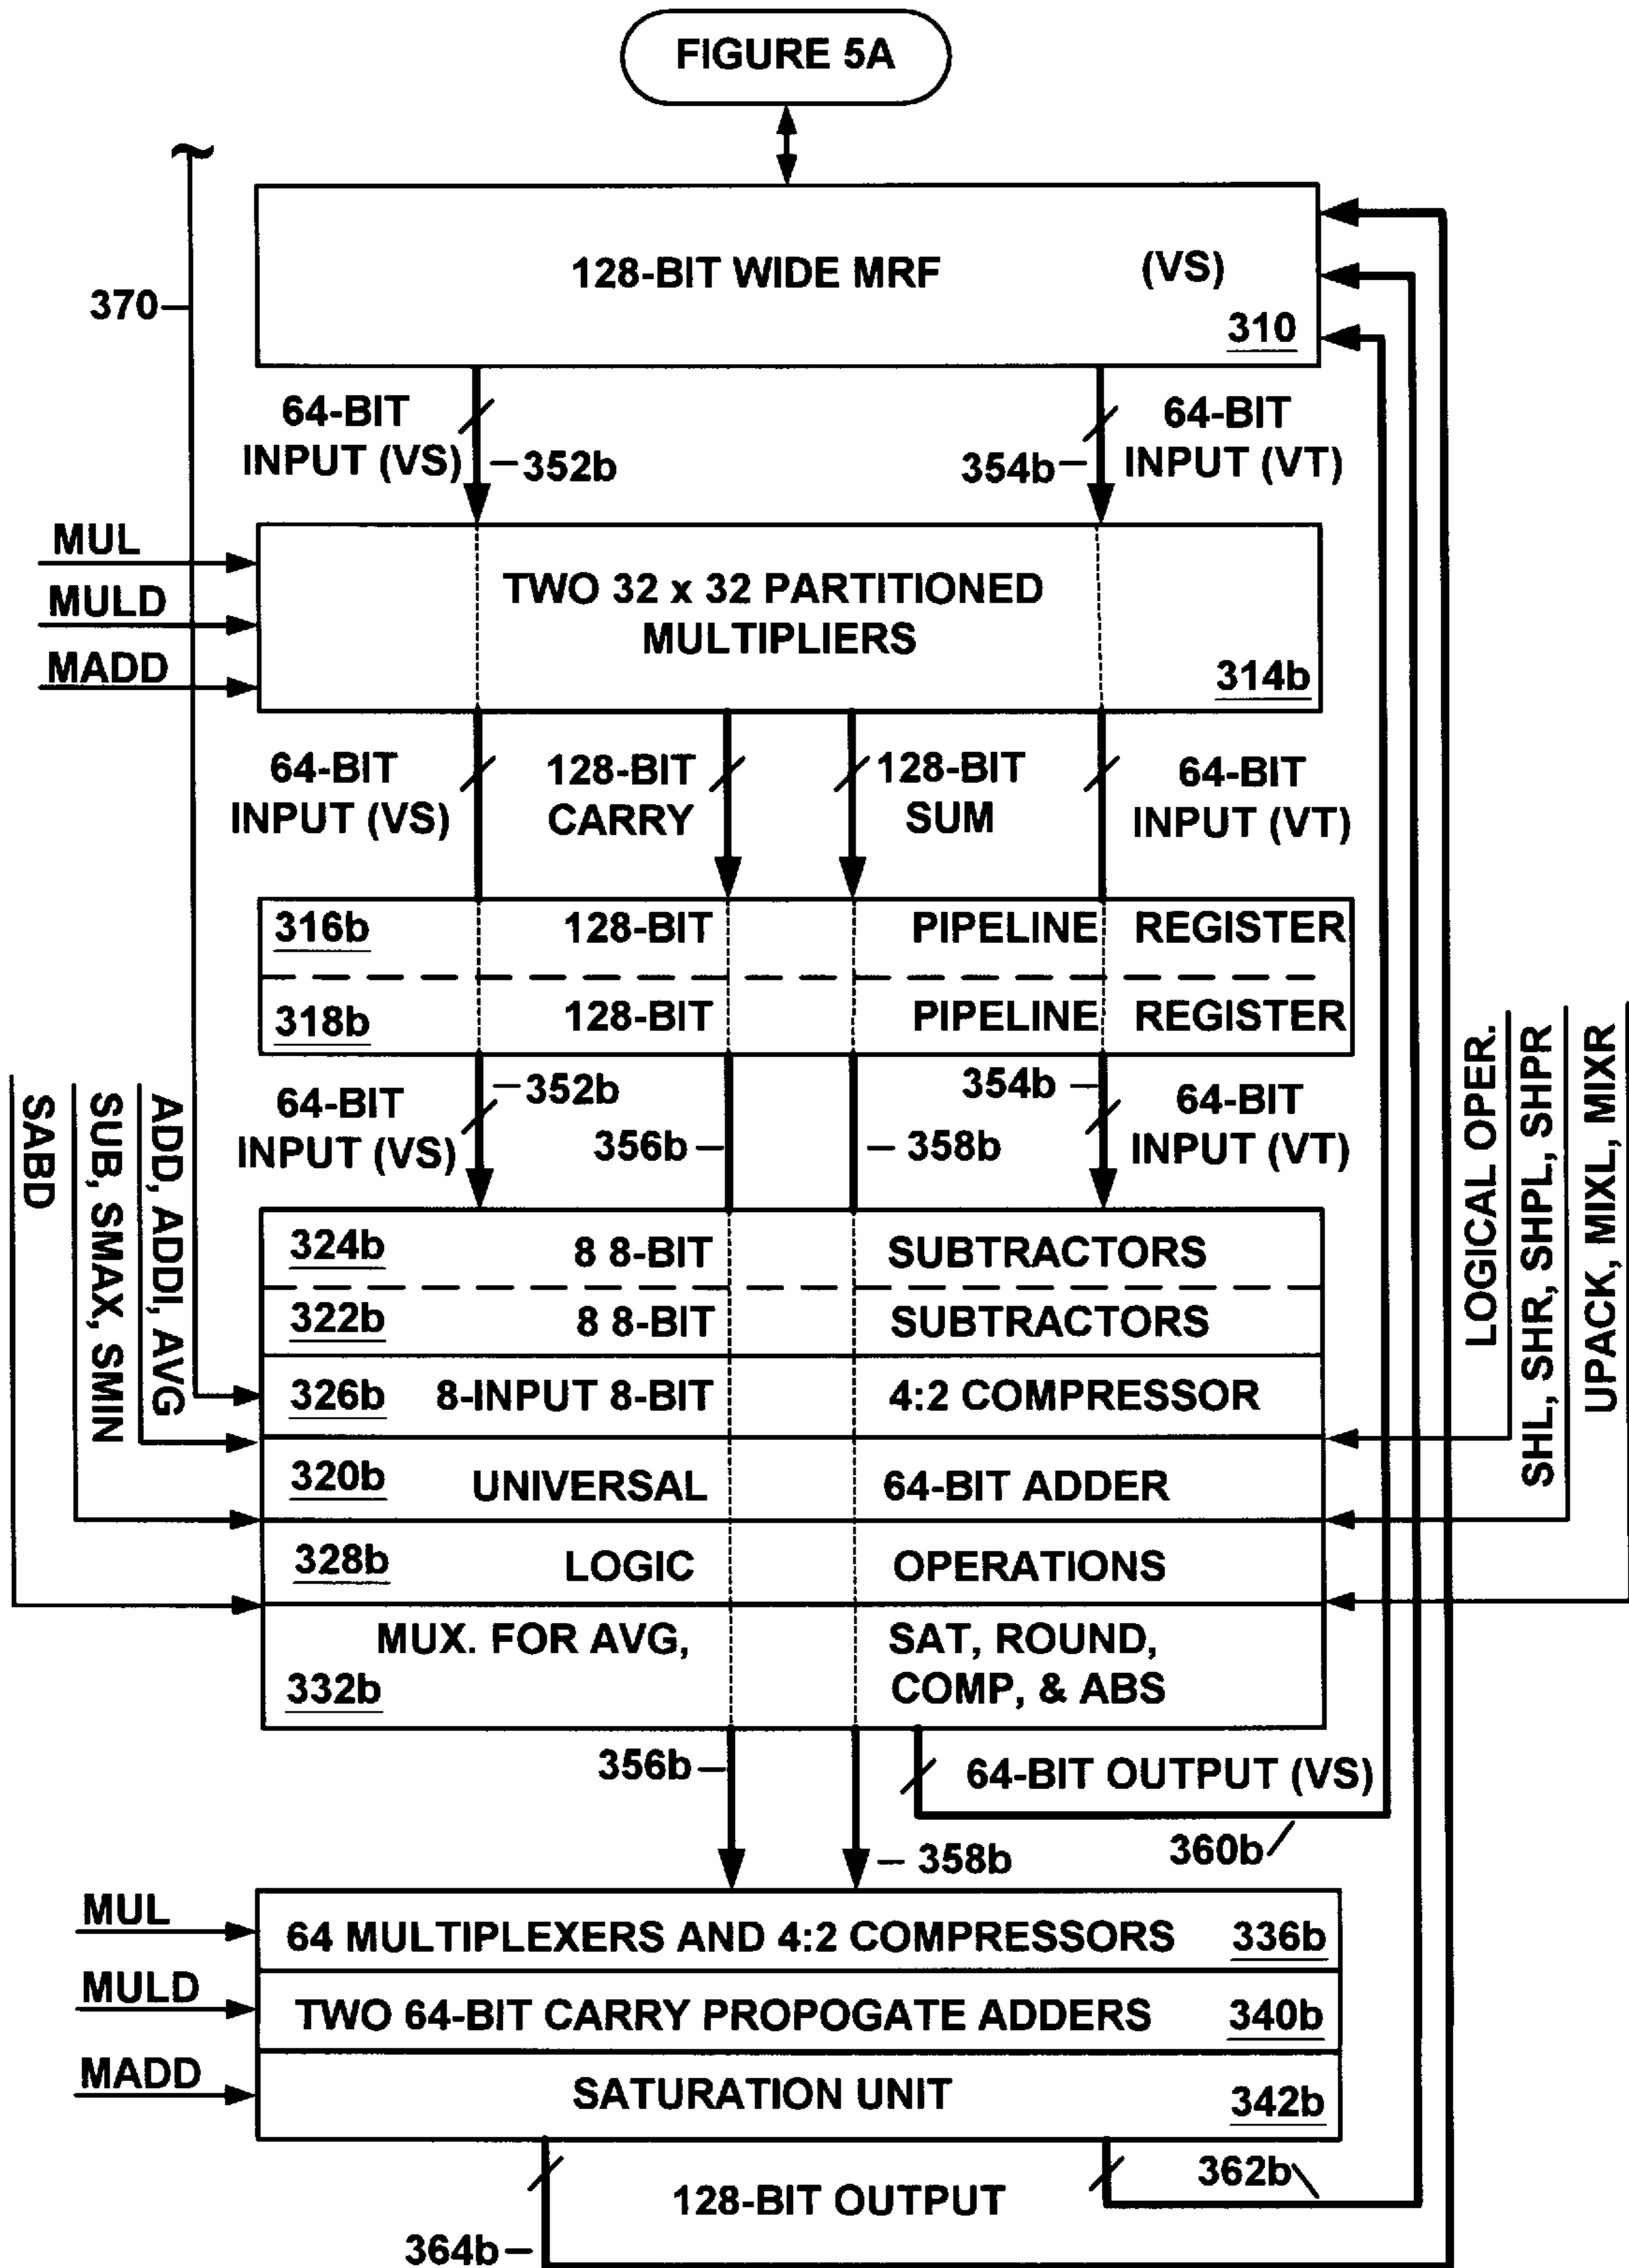 FIGURE 5A
128-BIT WIDE MRF (VS)
310
370
64-BIT
INPUT (VS)
352b
354b
64-BIT
INPUT (VT)
MUL
MULD
MADD
TWO 32 x 32 PARTITIONED
MULTIPLIERS
314b
64-BIT
INPUT (VS)
128-BIT
CARRY
128-BIT
SUM
64-BIT
INPUT (VT)
316b 128-BIT PIPELINE REGISTER
318b 128-BIT PIPELINE REGISTER
64-BIT
INPUT (VS)
352b
356b
358b
354b
64-BIT
INPUT (VT)
SABD
SUB, SMAX, SMIN
ADD, ADDI, AVG
LOGICAL OPER.
SHL, SHR, SHPL, SHPR
UPACK, MIXL, MIXR
324b 8 8-BIT SUBTRACTORS
322b 8 8-BIT SUBTRACTORS
326b 8-INPUT 8-BIT 4:2 COMPRESSOR
320b UNIVERSAL 64-BIT ADDER
328b LOGIC OPERATIONS
MUX. FOR AVG, SAT, ROUND,
332b COMP, & ABS
356b
358b
64-BIT OUTPUT (VS)
360b
MUL
MULD
MADD
64 MULTIPLEXERS AND 4:2 COMPRESSORS 336b
TWO 64-BIT CARRY PROPOGATE ADDERS 340b
SATURATION UNIT 342b
362b
128-BIT OUTPUT
364b